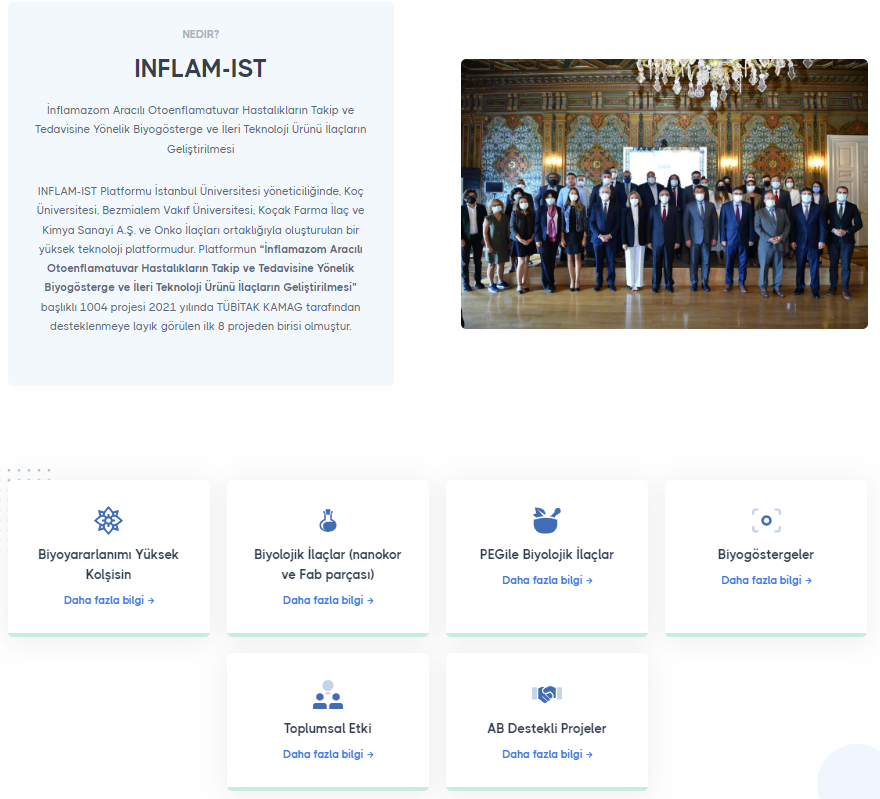 NEDIR?
INFLAM-IST
İnflamazom Aracılı Otoenflamatuvar Hastalıkların Takip ve
Tedavisine Yönelik Biyogösterge ve İleri Teknoloji Ürünü İlaçların
Geliştirilmesi
INFLAM-IST Platformu İstanbul Üniversitesi yöneticiliğinde, Koç
Üniversitesi, Bezmialem Vakıf Üniversitesi, Koçak Farma İlaç ve
Kimya Sanayi A.Ş. ve Onko İlaçları ortaklığıyla oluşturulan bir
yüksek teknoloji platformudur. Platformun “İnflamazom Aracılı
Otoenflamatuvar Hastalıkların Takip ve Tedavisine Yönelik
Biyogösterge ve İleri Teknoloji Ürünü İlaçların Geliştirilmesi”
başlıklı 1004 projesi 2021 yılında TÜBİTAK KAMAG tarafından
desteklenmeye layık görülen ilk 8 projeden birisi olmuştur.
Biyoyararlanımı Yüksek
Kolşisin
Daha fazla bilgi →
Biyolojik İlaçlar (nanokor
ve Fab parçası)
Daha fazla bilgi →
PEGile Biyolojik İlaçlar
Daha fazla bilgi →
Biyogöstergeler
Daha fazla bilgi →
Toplumsal Etki
Daha fazla bilgi →
AB Destekli Projeler
Daha fazla bilgi →